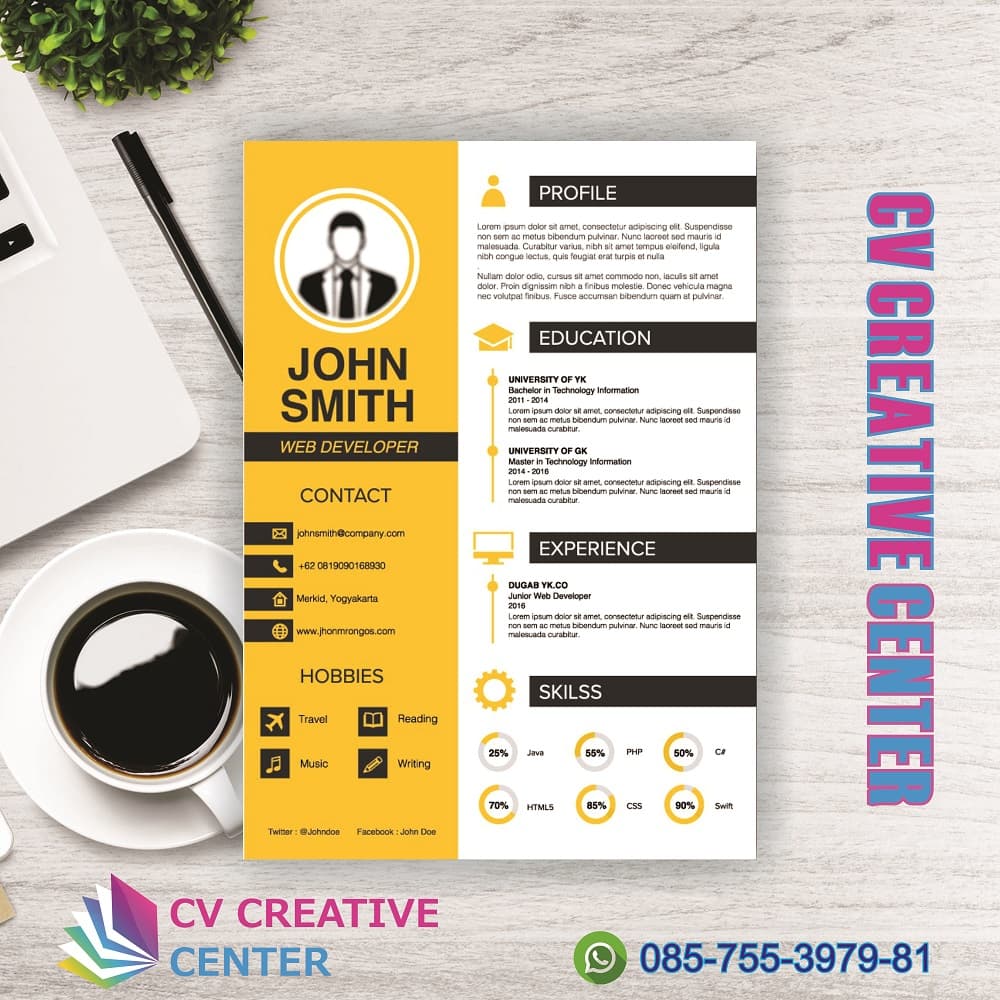 JOHN
SMITH
WEB DEVELOPER
CONTACT
johnsmith@company.com
+62 0819090168930
Merkid, Yogyakarta
www.jhonmrongos.com
HOBBIES
Travel
Reading
Music
Writing
Twitter : @Johndoe Facebook : John Doe
PROFILE
Lorem ipsum dolor sit amet, consectetur adipiscing elit. Suspendisse
non sem ac metus bibendum pulvinar. Nunc laoreet sed mauris id
malesuada. Curabitur varius, nibh sit amet tempus eleifend, ligula
nibh congue lectus, quis feugiat erat turpis et nulla
.
Nullam dolor odio, cursus sit amet commodo non, iaculis sit amet
dolor. Proin dignissim nibh a finibus molestie. Donec vehicula magna
nec volutpat finibus. Fusce accumsan bibendum quam at pulvinar.
EDUCATION
UNIVERSITY OF YK
Bachelor in Technology Information
2011 - 2014
Lorem ipsum dolor sit amet, consectetur adipiscing elit. Suspendisse
non sem ac metus bibendum pulvinar. Nunc laoreet sed mauris id
malesuada curabitur.
UNIVERSITY OF GK
Master in Technology Information
2014 - 2016
Lorem ipsum dolor sit amet, consectetur adipiscing elit. Suspendisse
non sem ac metus bibendum pulvinar. Nunc laoreet sed mauris id
malesuada curabitur.
EXPERIENCE
DUGAB YK.CO
Junior Web Developer
2016
Lorem ipsum dolor sit amet, consectetur adipiscing elit. Suspendisse
non sem ac metus bibendum pulvinar. Nunc laoreet sed mauris id
malesuada curabitur.
SKILSS
25% Java 55% PHP 50% C#
70% HTML5 85% CSS 90% Swift
CV CREATIVE CENTER
CV CREATIVE
CENTER
085-755-3979-81